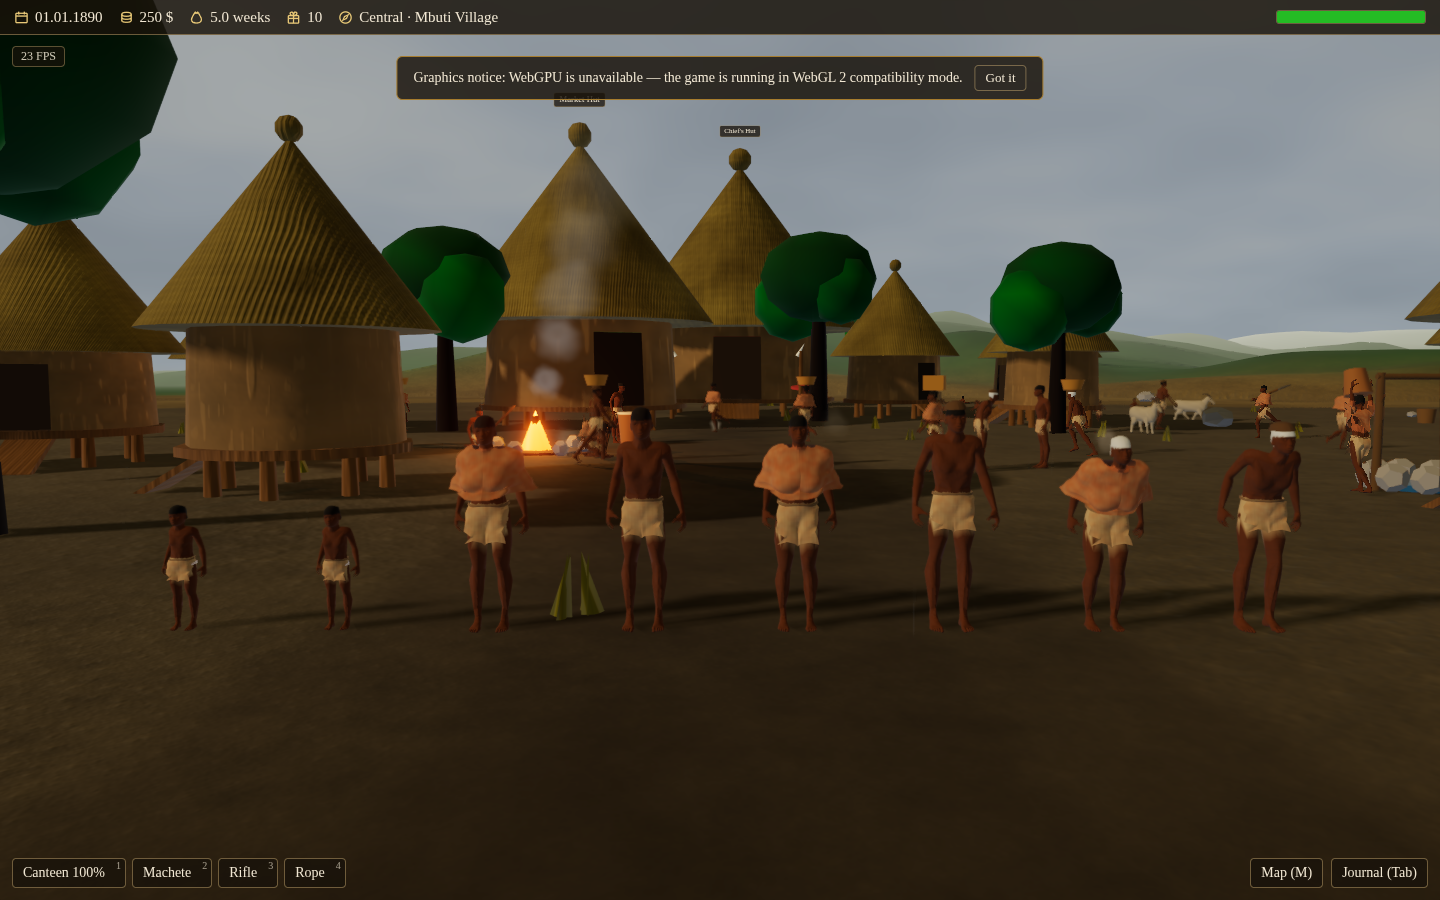 01.01.1890 250 $ 5.0 weeks 10 Central · Mbuti Village
23 FPS
Graphics notice: WebGPU is unavailable — the game is running in WebGL 2 compatibility mode. Got it
Market Hut
Chief's Hut
Canteen 100% 1 Machete 2 Rifle 3 Rope 4 Map (M) Journal (Tab)